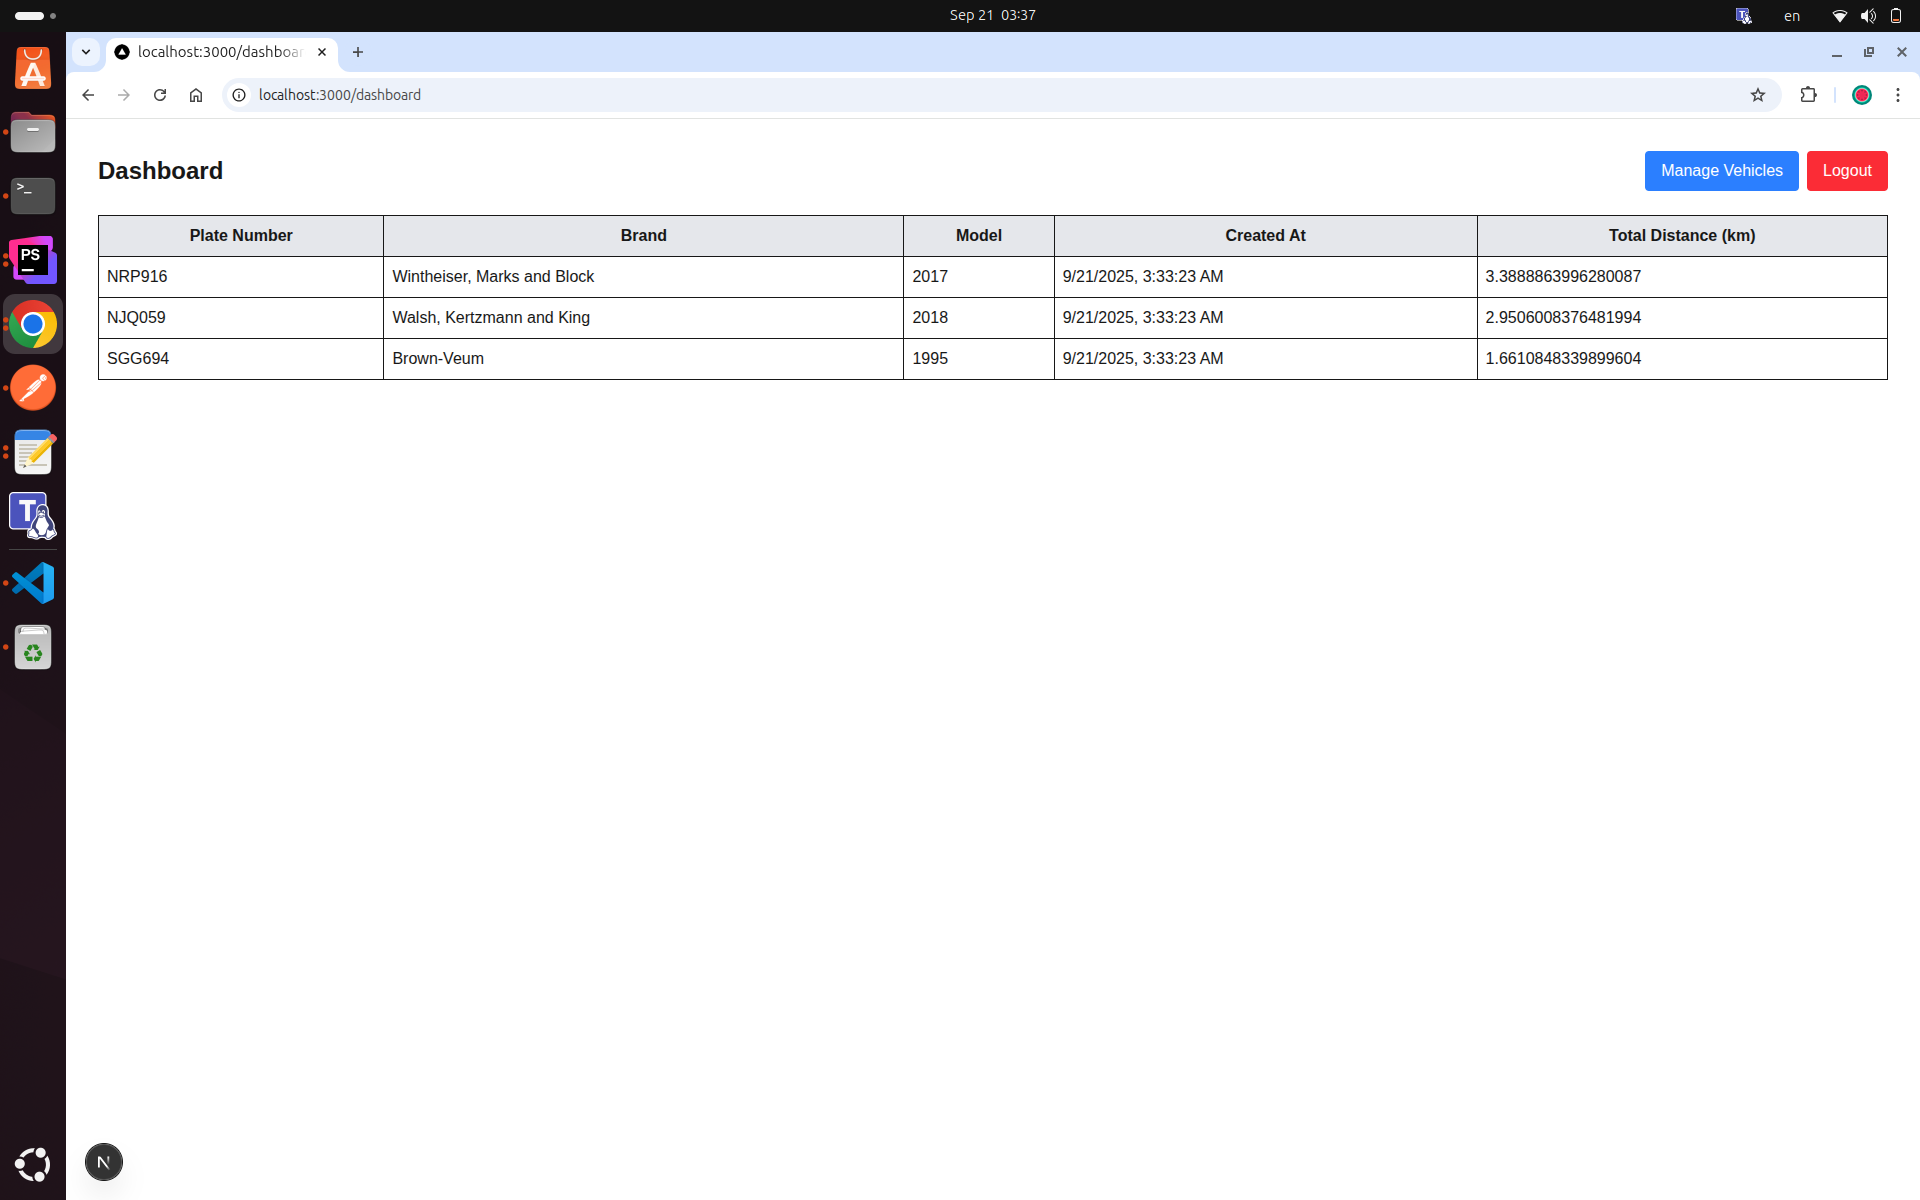 Sep 21 03:37
en
localhost:3000/dashboar
localhost:3000/dashboard
Dashboard
Manage Vehicles
Logout
Plate Number Brand Model Created At Total Distance (km)
NRP916 Wintheiser, Marks and Block 2017 9/21/2025, 3:33:23 AM 3.3888863996280087
NJQ059 Walsh, Kertzmann and King 2018 9/21/2025, 3:33:23 AM 2.9506008376481994
SGG694 Brown-Veum 1995 9/21/2025, 3:33:23 AM 1.6610848339899604
>_
PS
T
N